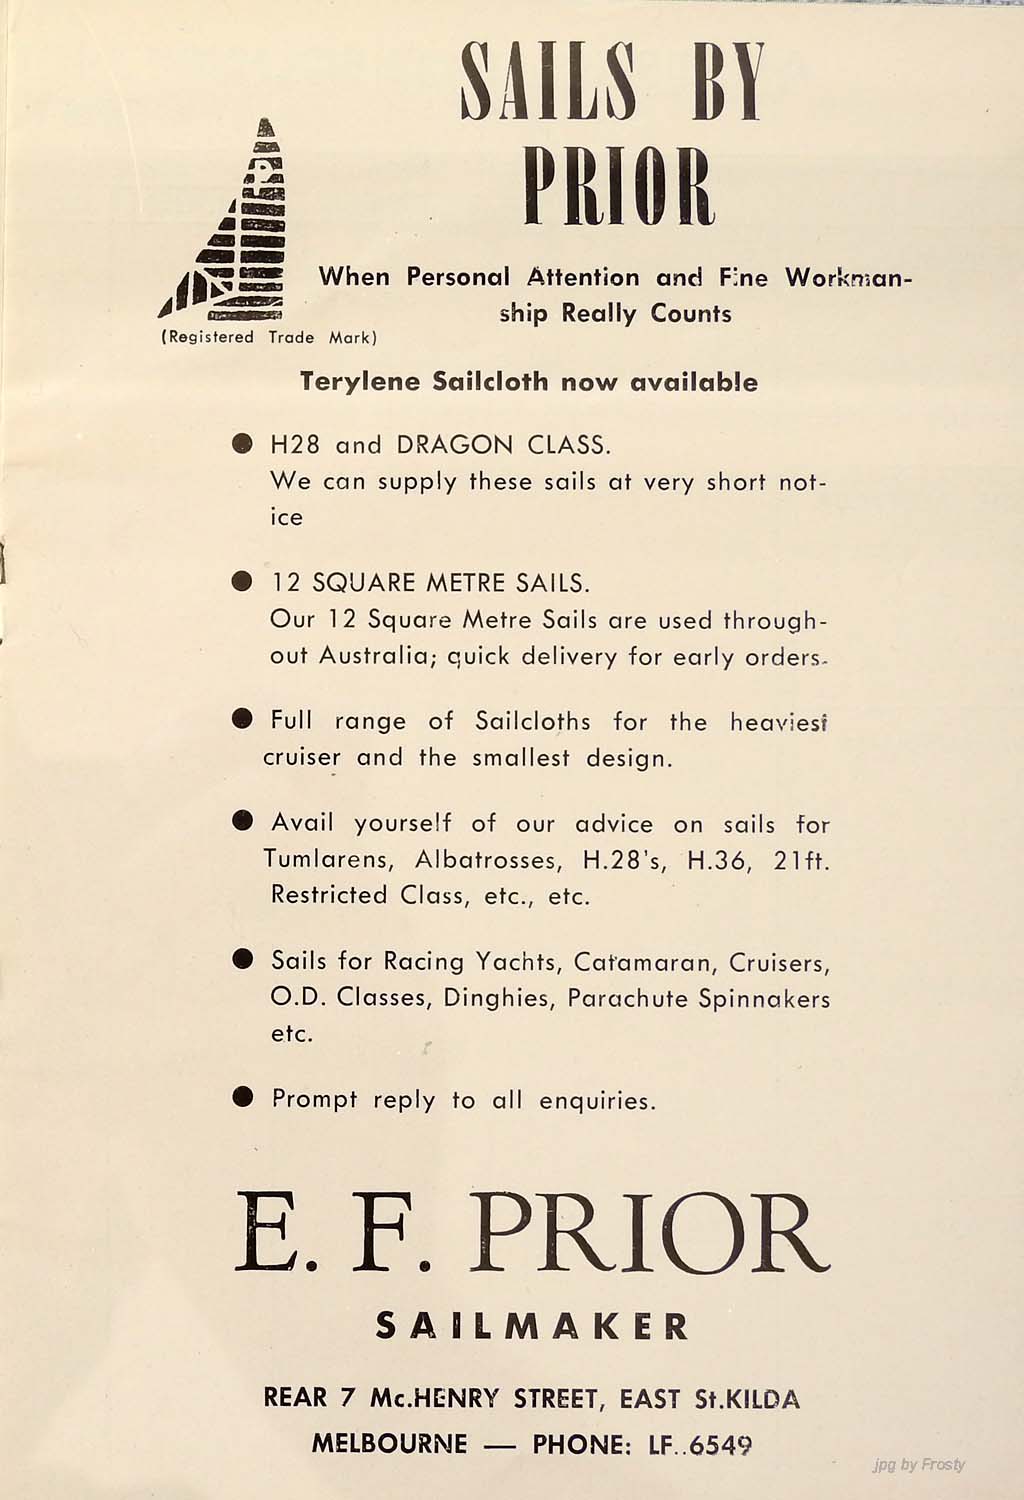 SAILS BY
PRIOR
P
When Personal Attention and Fine Workman-
ship Really Counts
(Registered Trade Mark)
Terylene Sailcloth now available
● H28 and DRAGON CLASS.
We can supply these sails at very short not-
ice
● 12 SQUARE METRE SAILS.
Our 12 Square Metre Sails are used through-
out Australia; quick delivery for early orders.
● Full range of Sailcloths for the heaviest
cruiser and the smallest design.
● Avail yourself of our advice on sails for
Tumlarens, Albatrosses, H.28's, H.36, 21ft.
Restricted Class, etc., etc.
● Sails for Racing Yachts, Catamaran, Cruisers,
O.D. Classes, Dinghies, Parachute Spinnakers
etc.
● Prompt reply to all enquiries.
E. F. PRIOR
SAILMAKER
REAR 7 Mc.HENRY STREET, EAST St.KILDA
MELBOURNE — PHONE: LF..6549
jpg by Frosty